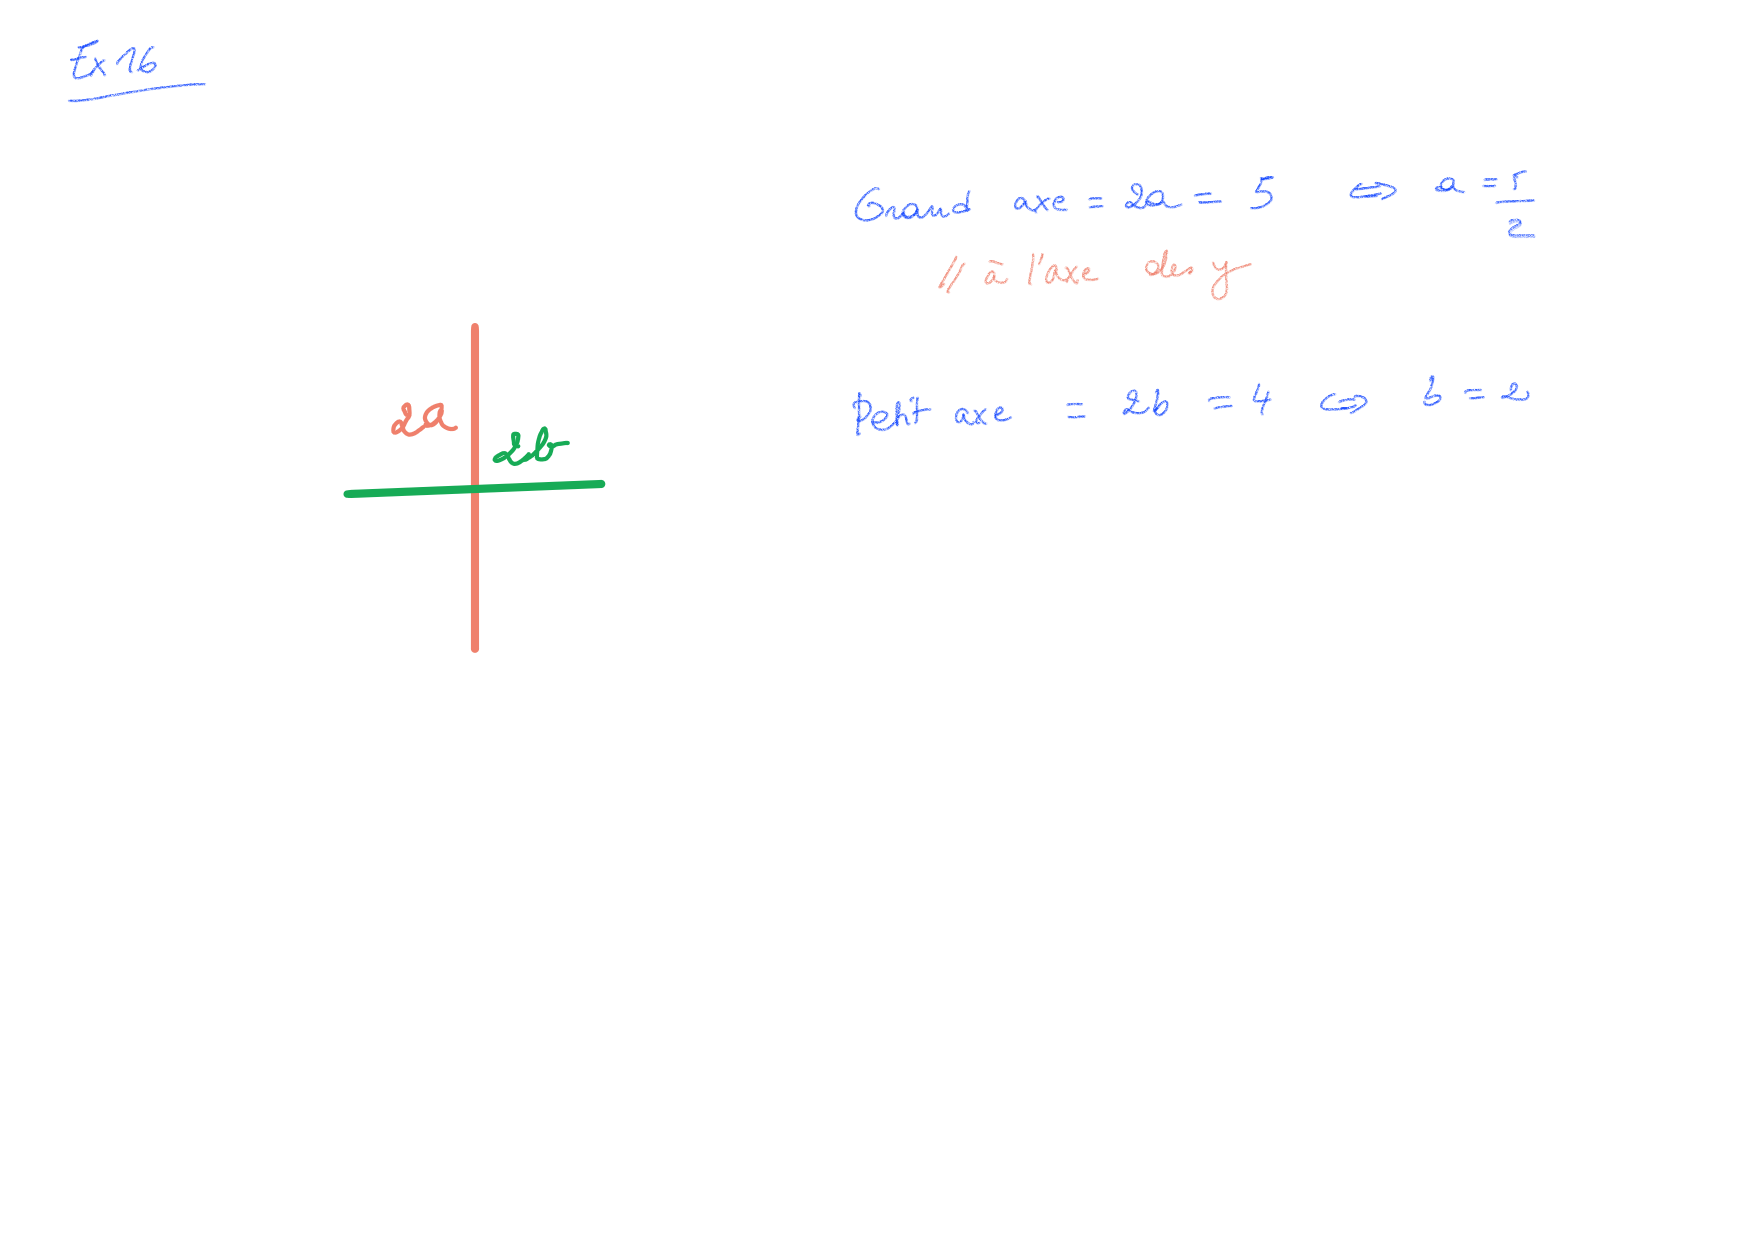 Ex 16
Grand axe = 2a = 5 ⇔ a = 5/2
// à l'axe des y
2a
2b
Petit axe = 2b = 4 ⇔ b = 2